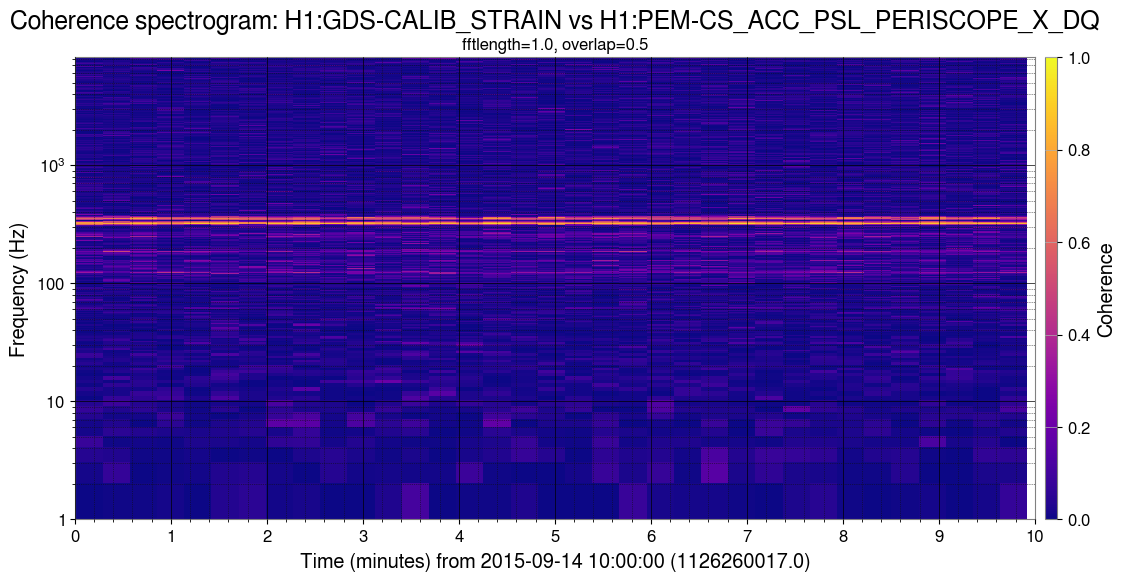 Coherence spectrogram: H1:GDS-CALIB_STRAIN vs H1:PEM-CS_ACC_PSL_PERISCOPE_X_DQ
fftlength=1.0, overlap=0.5
Frequency (Hz)
10³
100
10
1
0 1 2 3 4 5 6 7 8 9 10
Time (minutes) from 2015-09-14 10:00:00 (1126260017.0)
1.0
0.8
0.6
0.4
0.2
0.0
Coherence